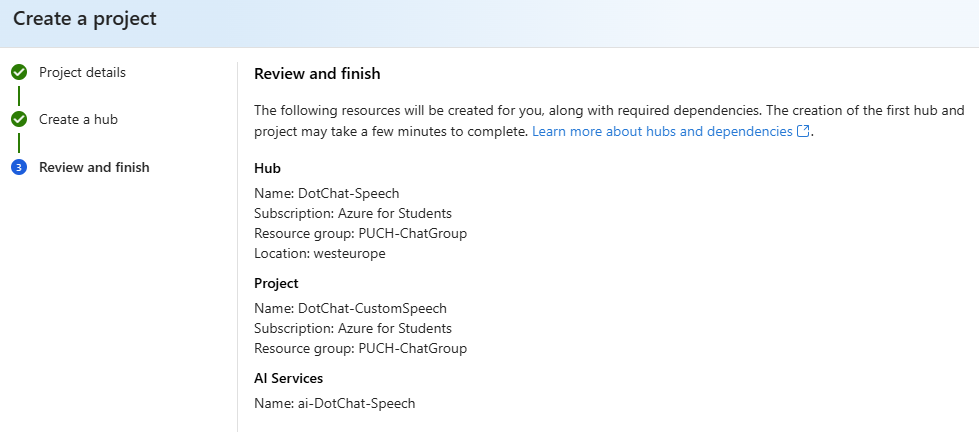 Create a project
Project details
Create a hub
3
Review and finish
Review and finish
The following resources will be created for you, along with required dependencies. The creation of the first hub and
project may take a few minutes to complete. Learn more about hubs and dependencies.
Hub
Name: DotChat-Speech
Subscription: Azure for Students
Resource group: PUCH-ChatGroup
Location: westeurope
Project
Name: DotChat-CustomSpeech
Subscription: Azure for Students
Resource group: PUCH-ChatGroup
AI Services
Name: ai-DotChat-Speech